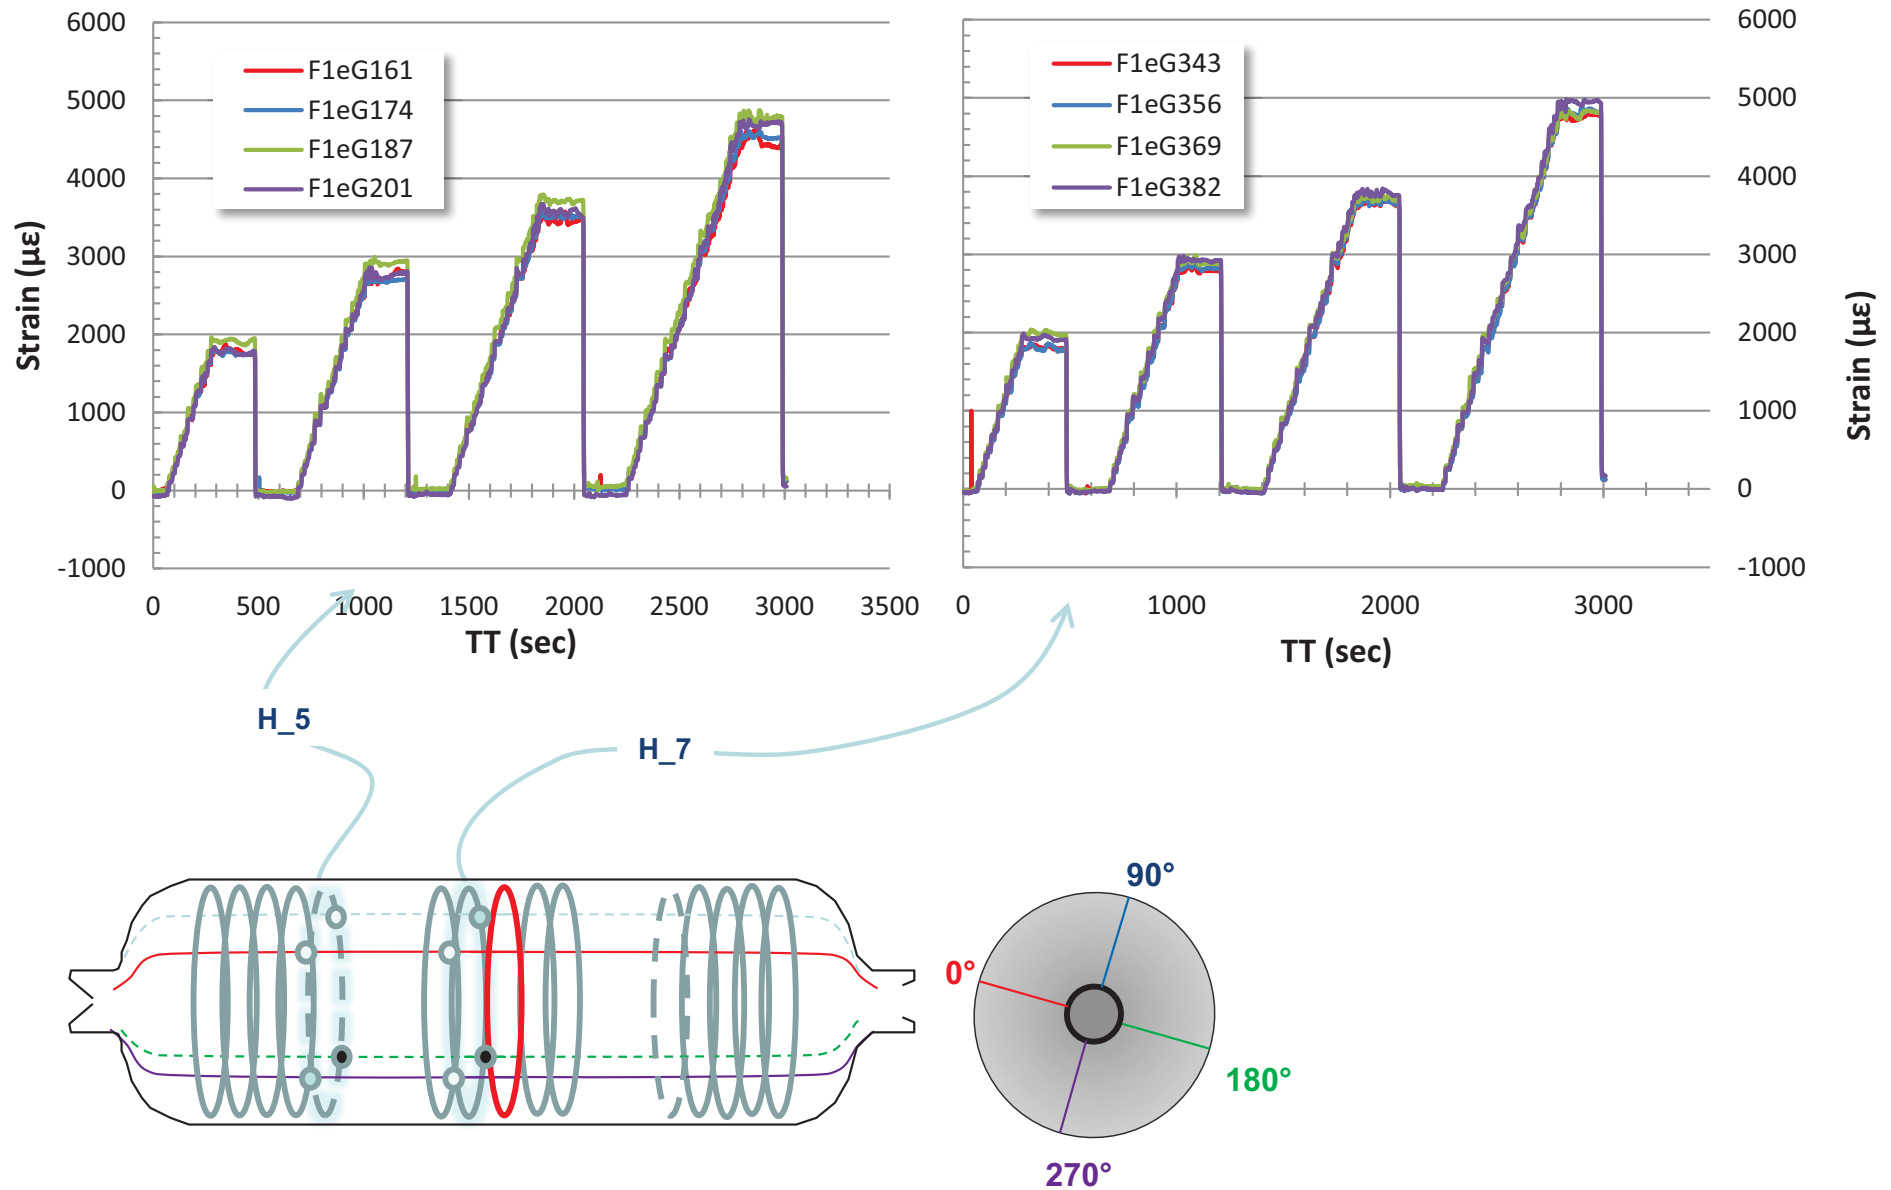 6000
5000
4000
3000
2000
1000
0
-1000
Strain (με)
F1eG161
F1eG174
F1eG187
F1eG201
0 500 1000 1500 2000 2500 3000 3500
TT (sec)
F1eG343
F1eG356
F1eG369
F1eG382
6000
5000
4000
3000
2000
1000
0
-1000
Strain (με)
0 1000 2000 3000
TT (sec)
H_5
H_7
90°
0°
180°
270°